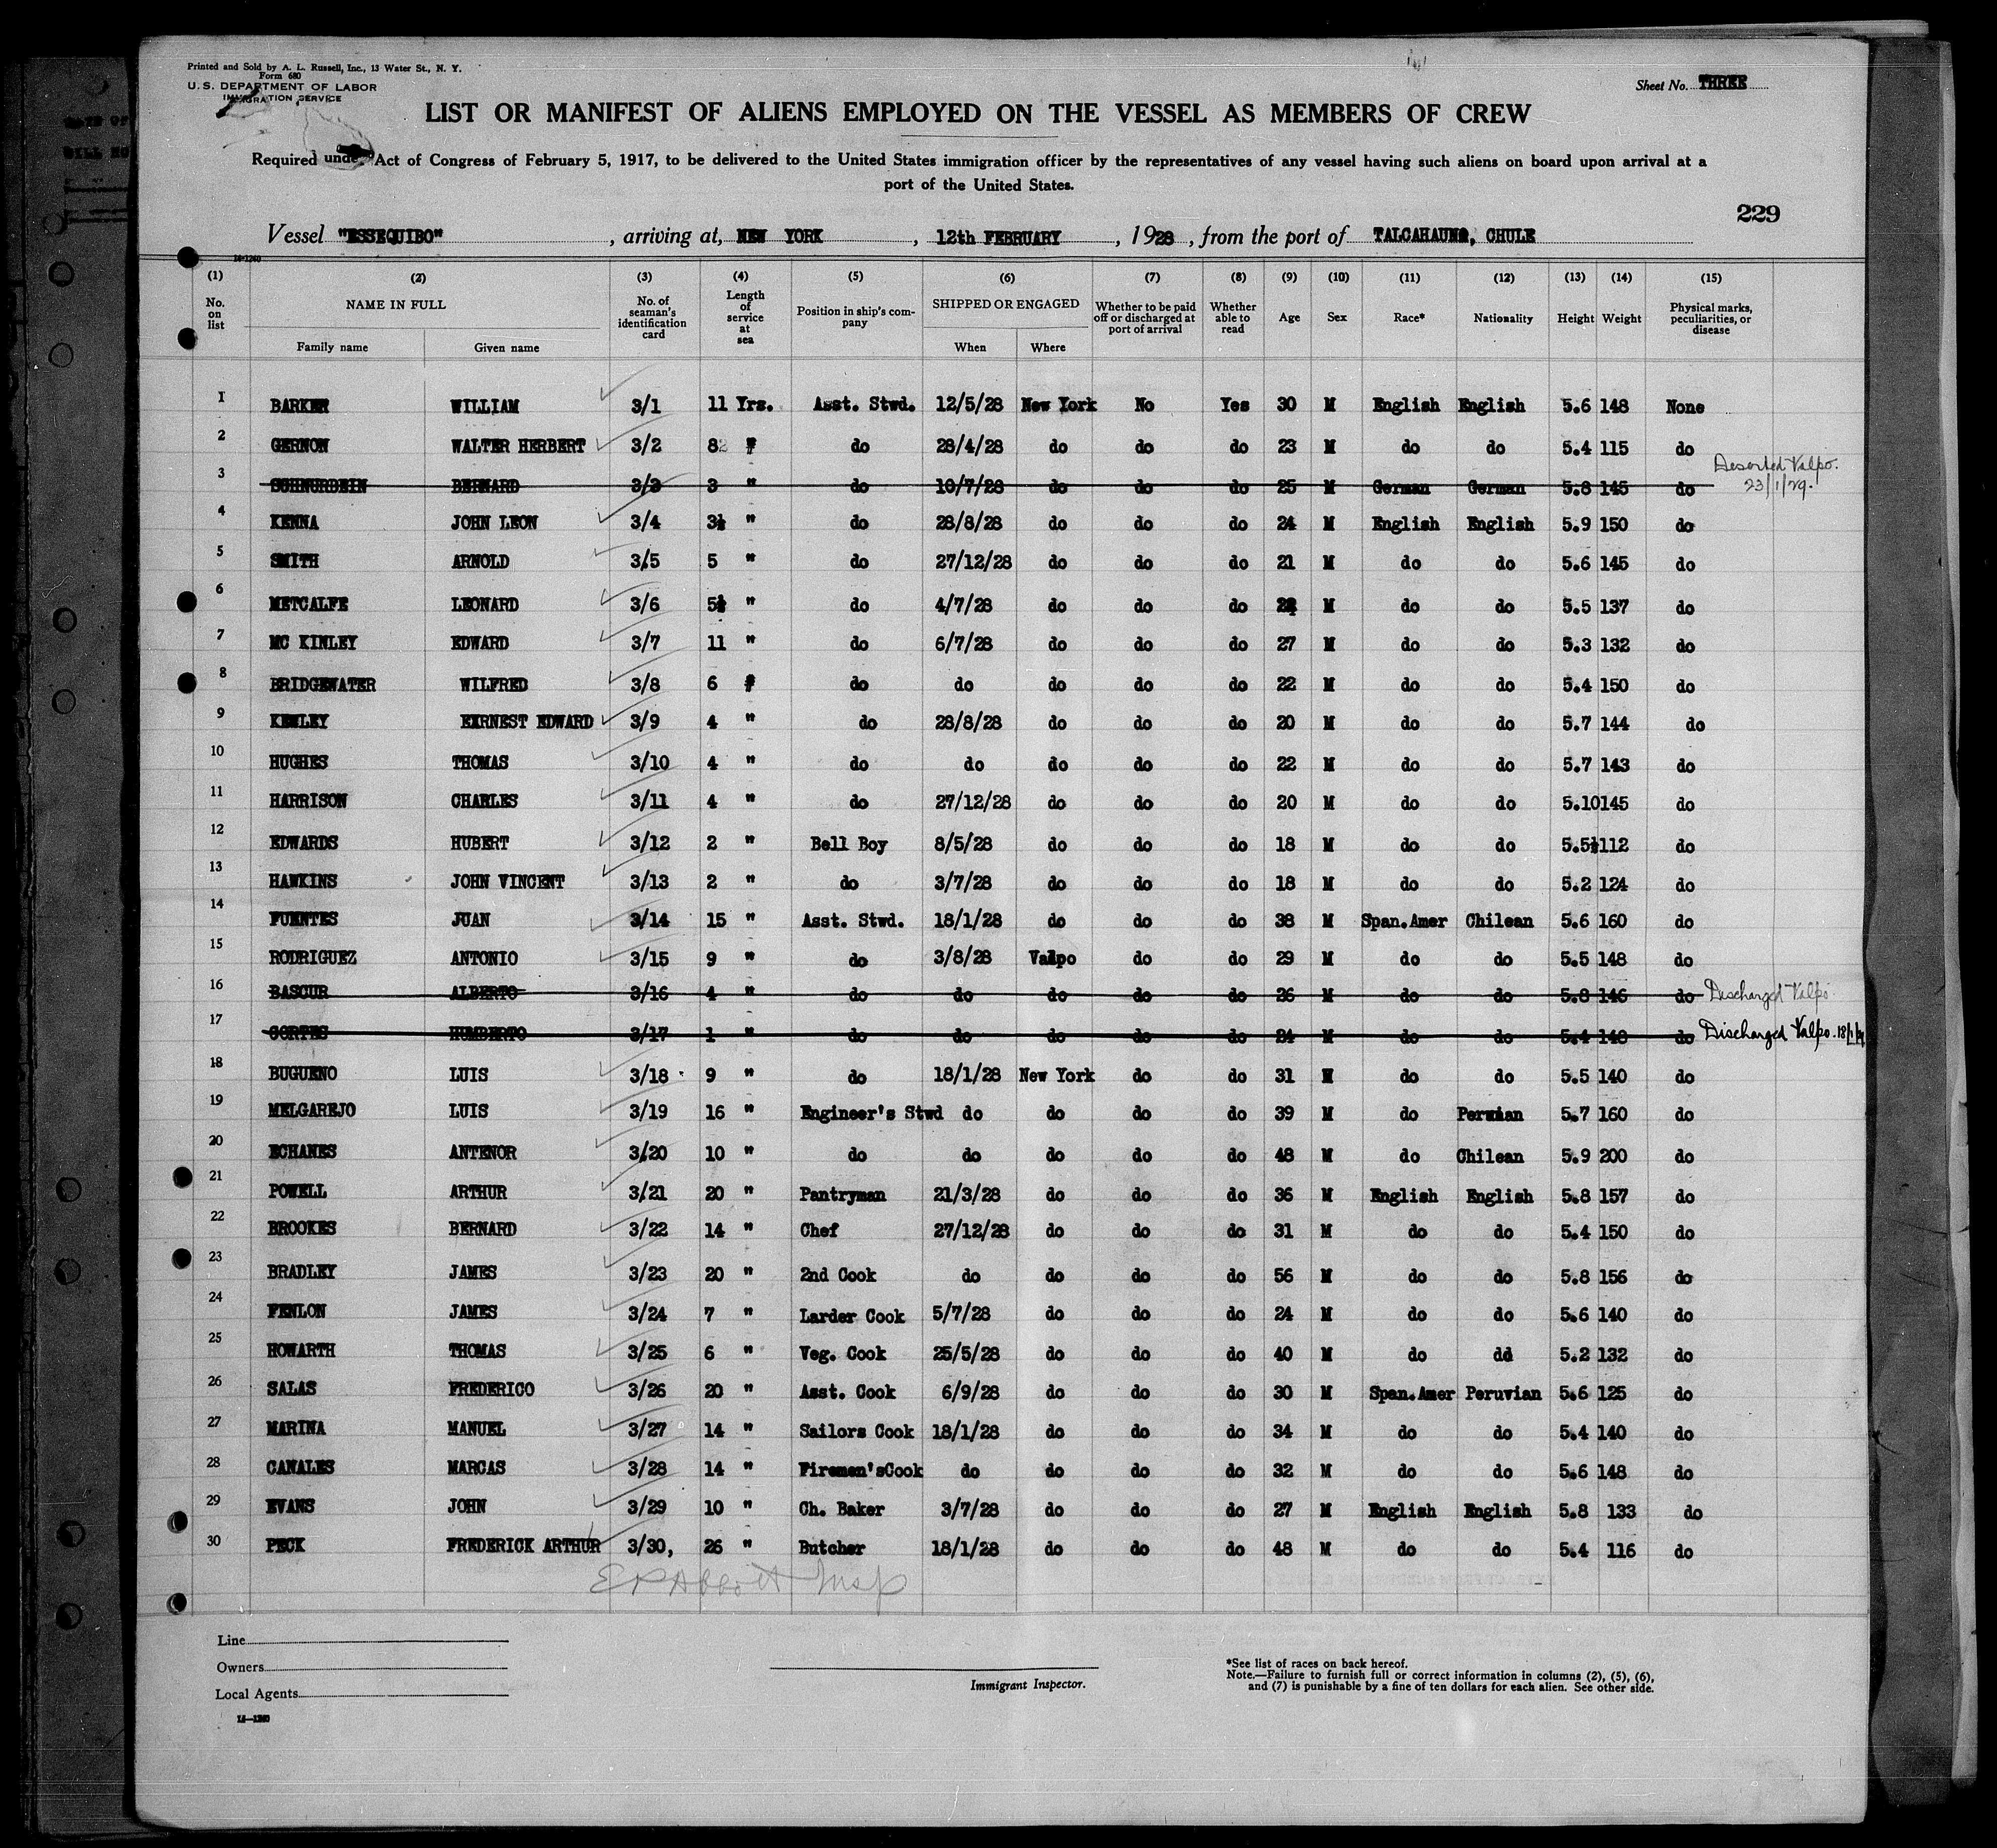 Printed and Sold by A. L. Russell, Inc., 13 Water St., N. Y.
Form 680
U. S. DEPARTMENT OF LABOR
IMMIGRATION SERVICE
Sheet No. THREE
LIST OR MANIFEST OF ALIENS EMPLOYED ON THE VESSEL AS MEMBERS OF CREW
Required under Act of Congress of February 5, 1917, to be delivered to the United States immigration officer by the representatives of any vessel having such aliens on board upon arrival at a
port of the United States.
229
Vessel "ESSEQUIBO", arriving at, NEW YORK, 12th FEBRUARY, 1928, from the port of TALCAHAUNO, CHULE
14-1240
(1) (2) (3) (4) (5) (6) (7) (8) (9) (10) (11) (12) (13) (14) (15)
No. on list NAME IN FULL Family name Given name No. of seaman's identification card Length of service at sea Position in ship's company SHIPPED OR ENGAGED When Where Whether to be paid off or discharged at port of arrival Whether able to read Age Sex Race* Nationality Height Weight Physical marks, peculiarities, or disease
1 BARKER WILLIAM 3/1 11 Yrs. Asst. Stwd. 12/5/28 New York No Yes 30 M English English 5.6 148 None
2 GERNON WALTER HERBERT 3/2 8 " do 28/4/28 do do do 23 M do do 5.4 115 do
3 SCHNURDEIN BERNARD 3/3 3 " do 10/7/28 do do do 25 M German German 5.8 145 do Deserted Valpo. 23/1/29.
4 KENNA JOHN LEON 3/4 3½ " do 28/8/28 do do do 24 M English English 5.9 150 do
5 SMITH ARNOLD 3/5 5 " do 27/12/28 do do do 21 M do do 5.6 145 do
6 METCALFE LEONARD 3/6 5½ " do 4/7/28 do do do M do do 5.5 137 do
7 MC KINLEY EDWARD 3/7 11 " do 6/7/28 do do do 27 M do do 5.3 132 do
8 BRIDGEWATER WILFRED 3/8 6 " do do do do do 22 M do do 5.4 150 do
9 KEWLEY EXRNEST EDWARD 3/9 4 " do 28/8/28 do do do 20 M do do 5.7 144 do
10 HUGHES THOMAS 3/10 4 " do do do do do 22 M do do 5.7 143 do
11 HARRISON CHARLES 3/11 4 " do 27/12/28 do do do 20 M do do 5.10 145 do
12 EDWARDS HUBERT 3/12 2 " Bell Boy 8/5/28 do do do 18 M do do 5.5½ 112 do
13 HAWKINS JOHN VINCENT 3/13 2 " do 3/7/28 do do do 18 M do do 5.2 124 do
14 FUENTES JUAN 3/14 15 " Asst. Stwd. 18/1/28 do do do 38 M Span.Amer Chilean 5.6 160 do
15 RODRIGUEZ ANTONIO 3/15 9 " do 3/8/28 Valpo do do 29 M do do 5.5 148 do
16 BASCUR ALBERTO 3/16 4 " do do do do do 26 M do do 5.8 146 do Discharged Valpo
17 CORTES HUMBERTO 3/17 1 " do do do do do 24 M do do 5.4 148 do Discharged Valpo. 18/1/29
18 BUGUENO LUIS 3/18 9 " do 18/1/28 New York do do 31 M do do 5.5 140 do
19 MELGAREJO LUIS 3/19 16 " Engineer's Stwd do do do do 39 M do Peruvian 5.7 160 do
20 ECHANES ANTENOR 3/20 10 " do do do do do 48 M do Chilean 5.9 200 do
21 POWELL ARTHUR 3/21 20 " Pantryman 21/3/28 do do do 36 M English English 5.8 157 do
22 BROOKES BERNARD 3/22 14 " Chef 27/12/28 do do do 31 M do do 5.4 150 do
23 BRADLEY JAMES 3/23 20 " 2nd Cook do do do do 56 M do do 5.8 156 do
24 FENLON JAMES 3/24 7 " Larder Cook 5/7/28 do do do 24 M do do 5.6 140 do
25 HOWARTH THOMAS 3/25 6 " Veg. Cook 25/5/28 do do do 40 M do dd 5.2 132 do
26 SALAS FREDERICO 3/26 20 " Asst. Cook 6/9/28 do do do 30 M Span.Amer Peruvian 5.6 125 do
27 MARINA MANUEL 3/27 14 " Sailors Cook 18/1/28 do do do 34 M do do 5.4 140 do
28 CANALES MARCAS 3/28 14 " Firemen'sCook do do do do 32 M do do 5.6 148 do
29 EVANS JOHN 3/29 10 " Ch. Baker 3/7/28 do do do 27 M English English 5.8 133 do
30 PECK FREDERICK ARTHUR 3/30, 26 " Butcher 18/1/28 do do do 48 M do do 5.4 116 do
E P Abbott Insp
Line
Owners
Local Agents
14-1240
Immigrant Inspector.
*See list of races on back hereof.
Note.—Failure to furnish full or correct information in columns (2), (5), (6),
and (7) is punishable by a fine of ten dollars for each alien. See other side.